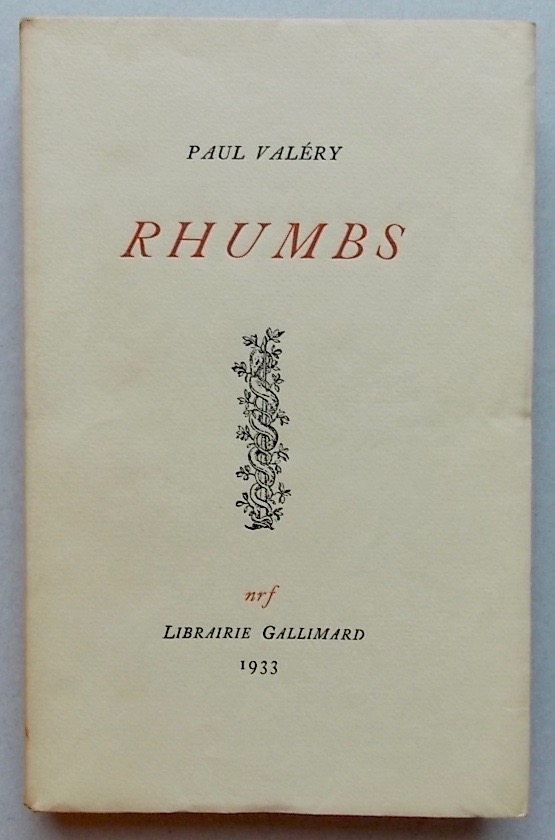 PAUL VALÉRY
RHUMBS
nrf
LIBRAIRIE GALLIMARD
1933